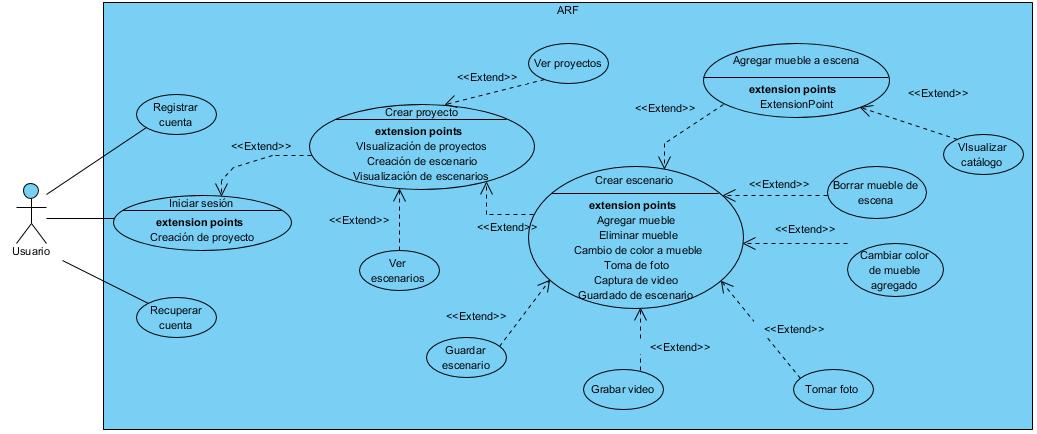 ARF
Usuario
Registrar
cuenta
Iniciar sesión
extension points
Creación de proyecto
Recuperar
cuenta
<<Extend>>
Crear proyecto
extension points
VIsualización de proyectos
Creación de escenario
Visualización de escenarios
<<Extend>>
Ver proyectos
<<Extend>>
Ver
escenarios
<<Extend>>
Crear escenario
extension points
Agregar mueble
Eliminar mueble
Cambio de color a mueble
Toma de foto
Captura de video
Guardado de escenario
<<Extend>>
Agregar mueble a escena
extension points
ExtensionPoint
<<Extend>>
VIsualizar
catálogo
<<Extend>>
Borrar mueble de
escena
<<Extend>>
Cambiar color
de mueble
agregado
<<Extend>>
Guardar
escenario
<<Extend>>
Grabar video
<<Extend>>
Tomar foto